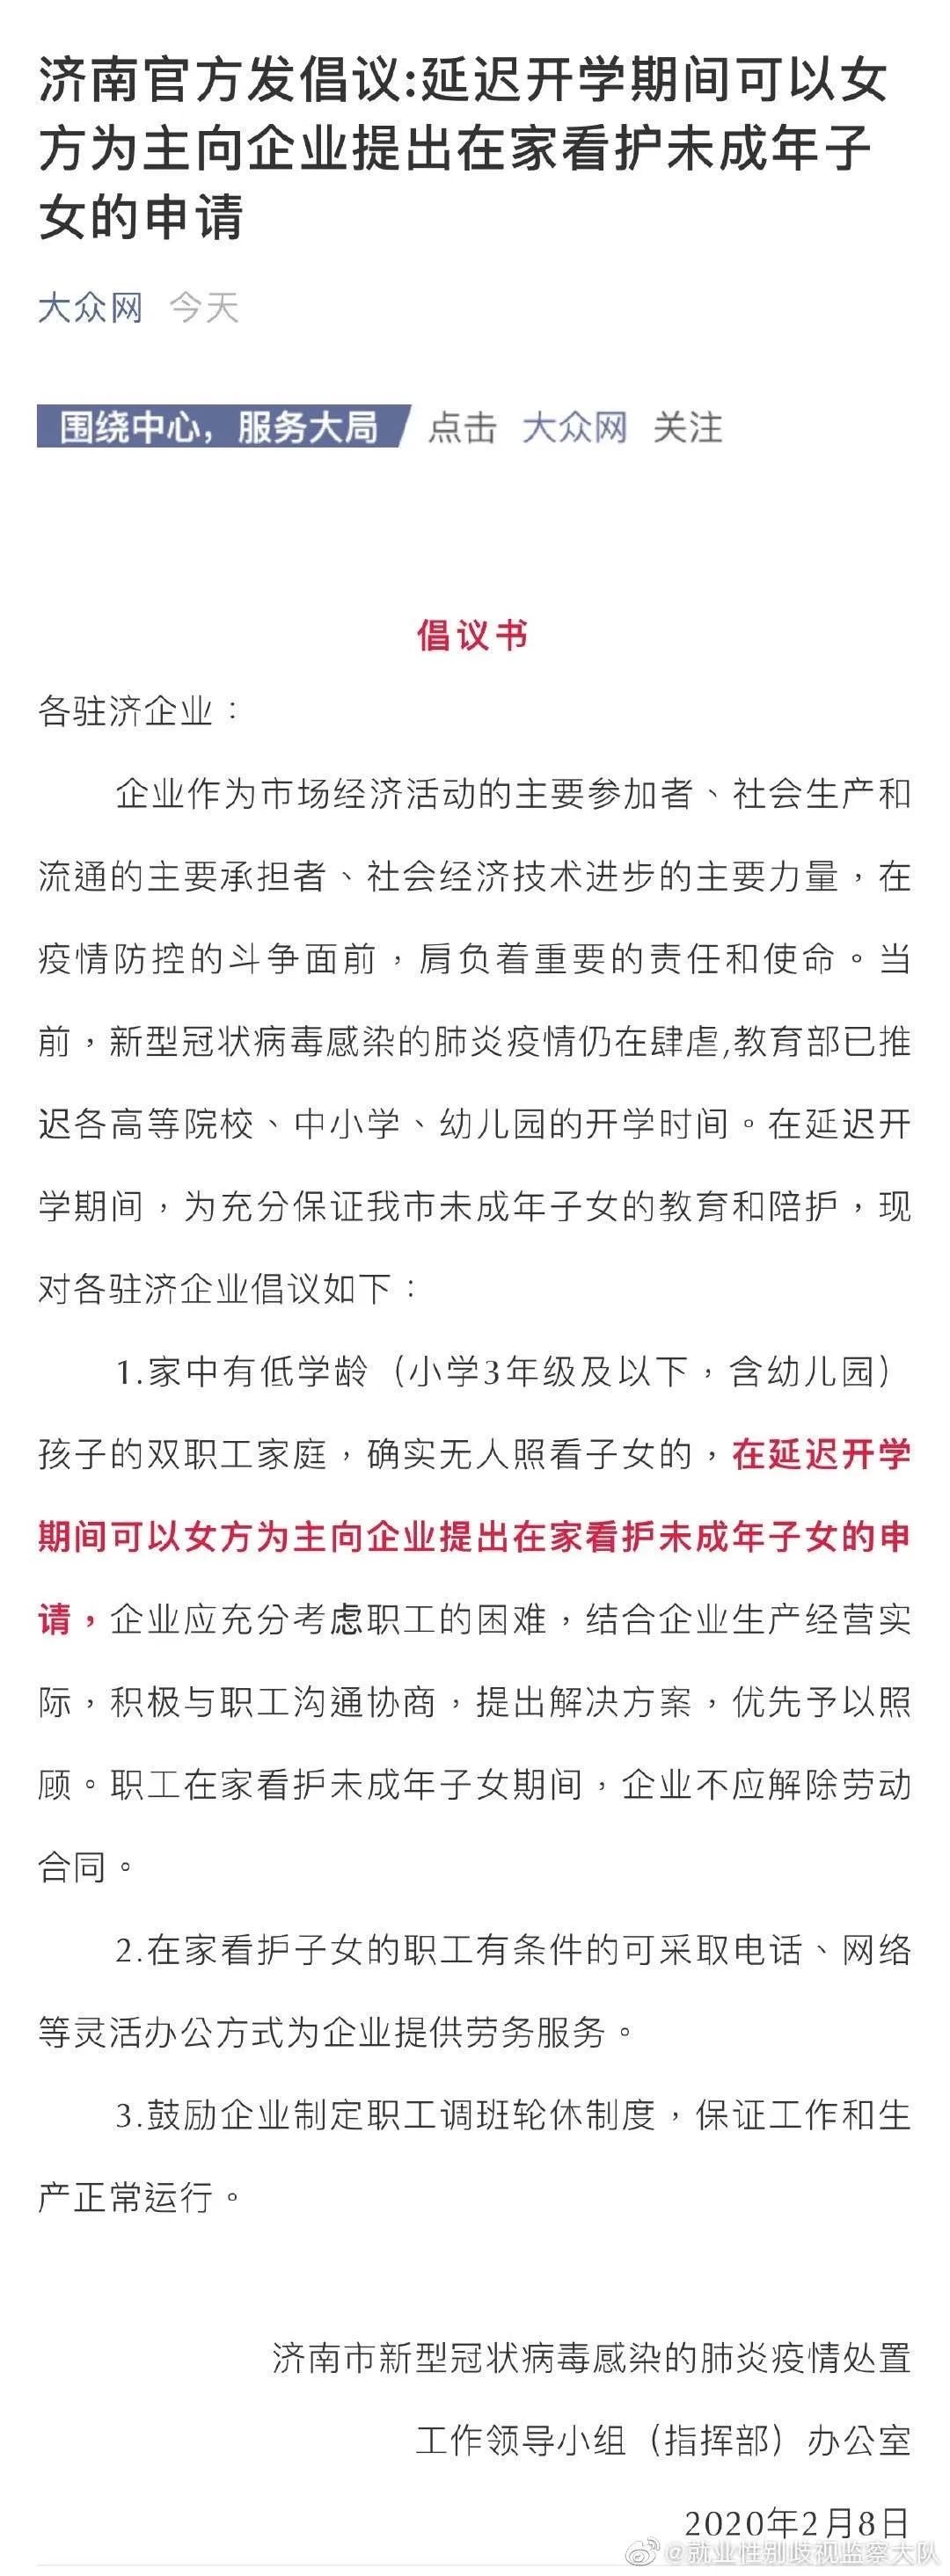 济南官方发倡议:延迟开学期间可以女
方为主向企业提出在家看护未成年子
女的申请
大众网 今天
围绕中心，服务大局 点击 大众网 关注
倡议书
各驻济企业：
企业作为市场经济活动的主要参加者、社会生产和
流通的主要承担者、社会经济技术进步的主要力量，在
疫情防控的斗争面前，肩负着重要的责任和使命。当
前，新型冠状病毒感染的肺炎疫情仍在肆虐,教育部已推
迟各高等院校、中小学、幼儿园的开学时间。在延迟开
学期间，为充分保证我市未成年子女的教育和陪护，现
对各驻济企业倡议如下：
1.家中有低学龄（小学3年级及以下，含幼儿园）
孩子的双职工家庭，确实无人照看子女的，在延迟开学
期间可以女方为主向企业提出在家看护未成年子女的申
请，企业应充分考虑职工的困难，结合企业生产经营实
际，积极与职工沟通协商，提出解决方案，优先予以照
顾。职工在家看护未成年子女期间，企业不应解除劳动
合同。
2.在家看护子女的职工有条件的可采取电话、网络
等灵活办公方式为企业提供劳务服务。
3.鼓励企业制定职工调班轮休制度，保证工作和生
产正常运行。
济南市新型冠状病毒感染的肺炎疫情处置
工作领导小组（指挥部）办公室
2020年2月8日
@就业性别歧视监察大队